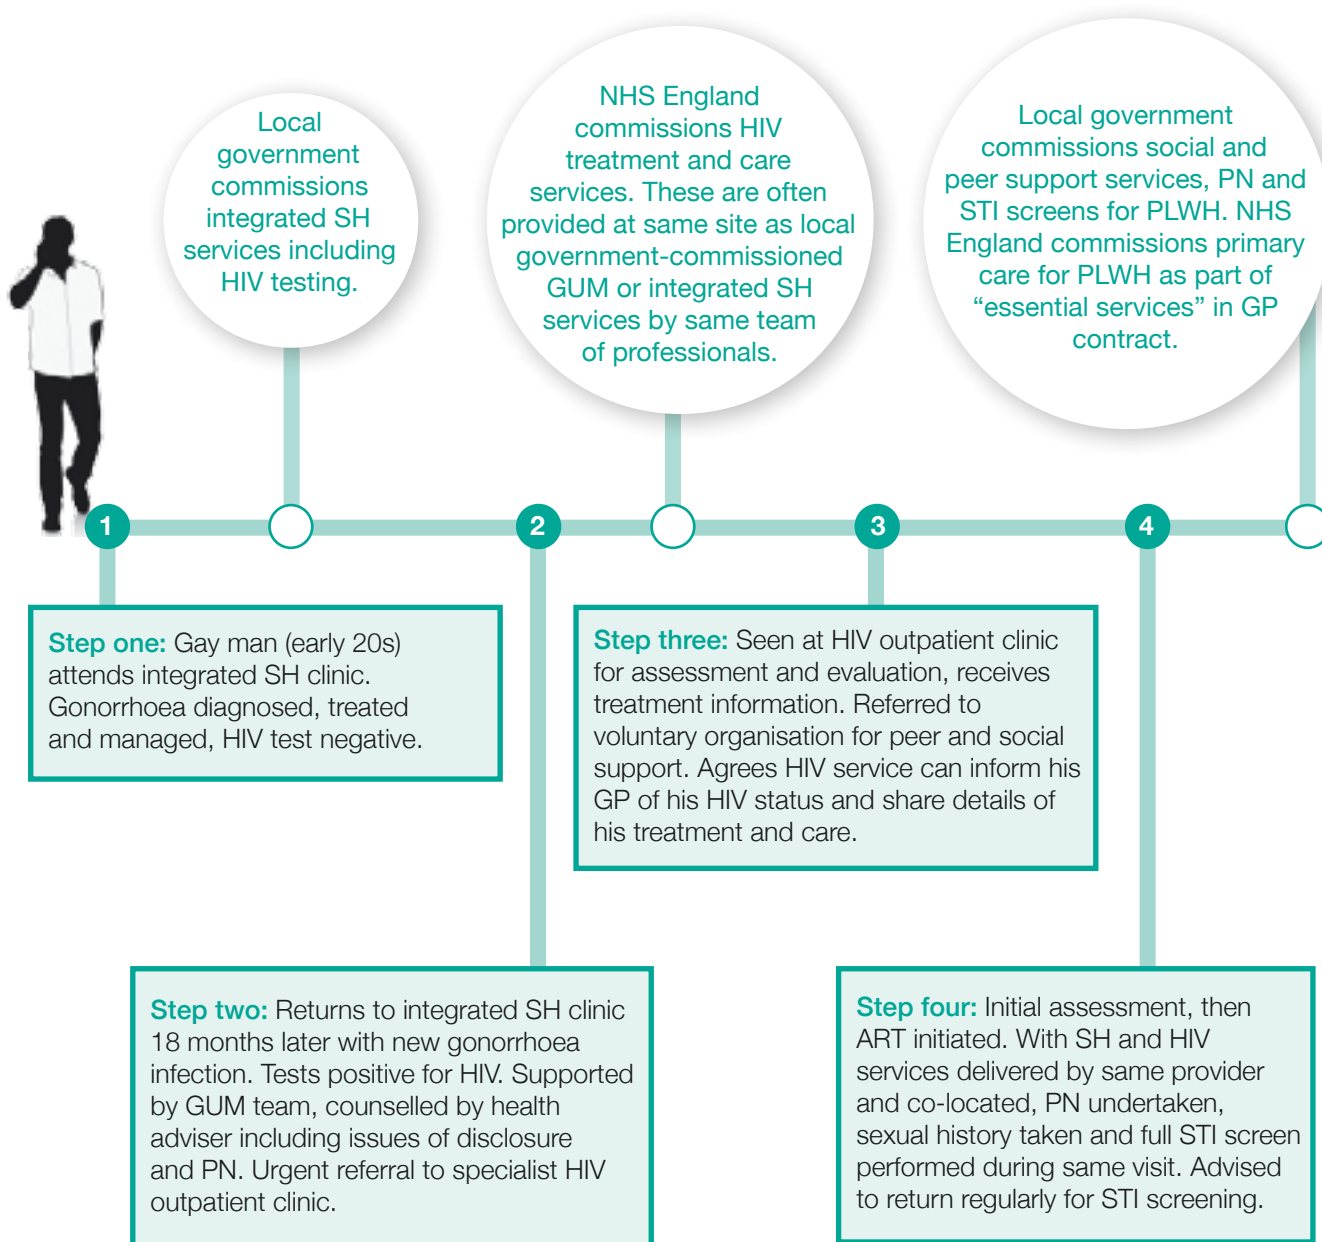 Local
government
commissions
integrated SH
services including
HIV testing.
NHS England
commissions HIV
treatment and care
services. These are often
provided at same site as local
government-commissioned
GUM or integrated SH
services by same team
of professionals.
Local government
commissions social and
peer support services, PN and
STI screens for PLWH. NHS
England commissions primary
care for PLWH as part of
“essential services” in GP
contract.
1
2
3
4
Step one: Gay man (early 20s)
attends integrated SH clinic.
Gonorrhoea diagnosed, treated
and managed, HIV test negative.
Step three: Seen at HIV outpatient clinic
for assessment and evaluation, receives
treatment information. Referred to
voluntary organisation for peer and social
support. Agrees HIV service can inform his
GP of his HIV status and share details of
his treatment and care.
Step two: Returns to integrated SH clinic
18 months later with new gonorrhoea
infection. Tests positive for HIV. Supported
by GUM team, counselled by health
adviser including issues of disclosure
and PN. Urgent referral to specialist HIV
outpatient clinic.
Step four: Initial assessment, then
ART initiated. With SH and HIV
services delivered by same provider
and co-located, PN undertaken,
sexual history taken and full STI screen
performed during same visit. Advised
to return regularly for STI screening.